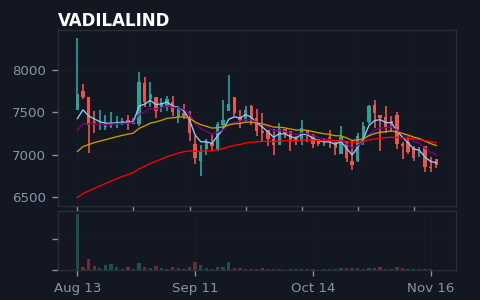 VADILALIND
8000
7500
7000
6500
Aug 13
Sep 11
Oct 14
Nov 16